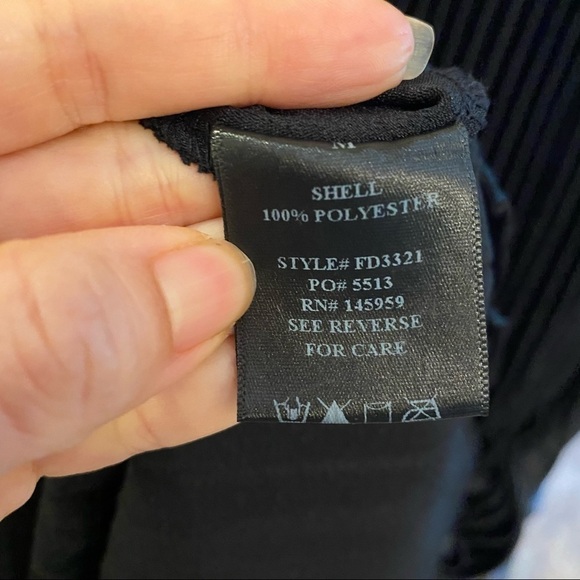 M
SHELL
100% POLYESTER
STYLE# FD3321
PO# 5513
RN# 145959
SEE REVERSE
FOR CARE